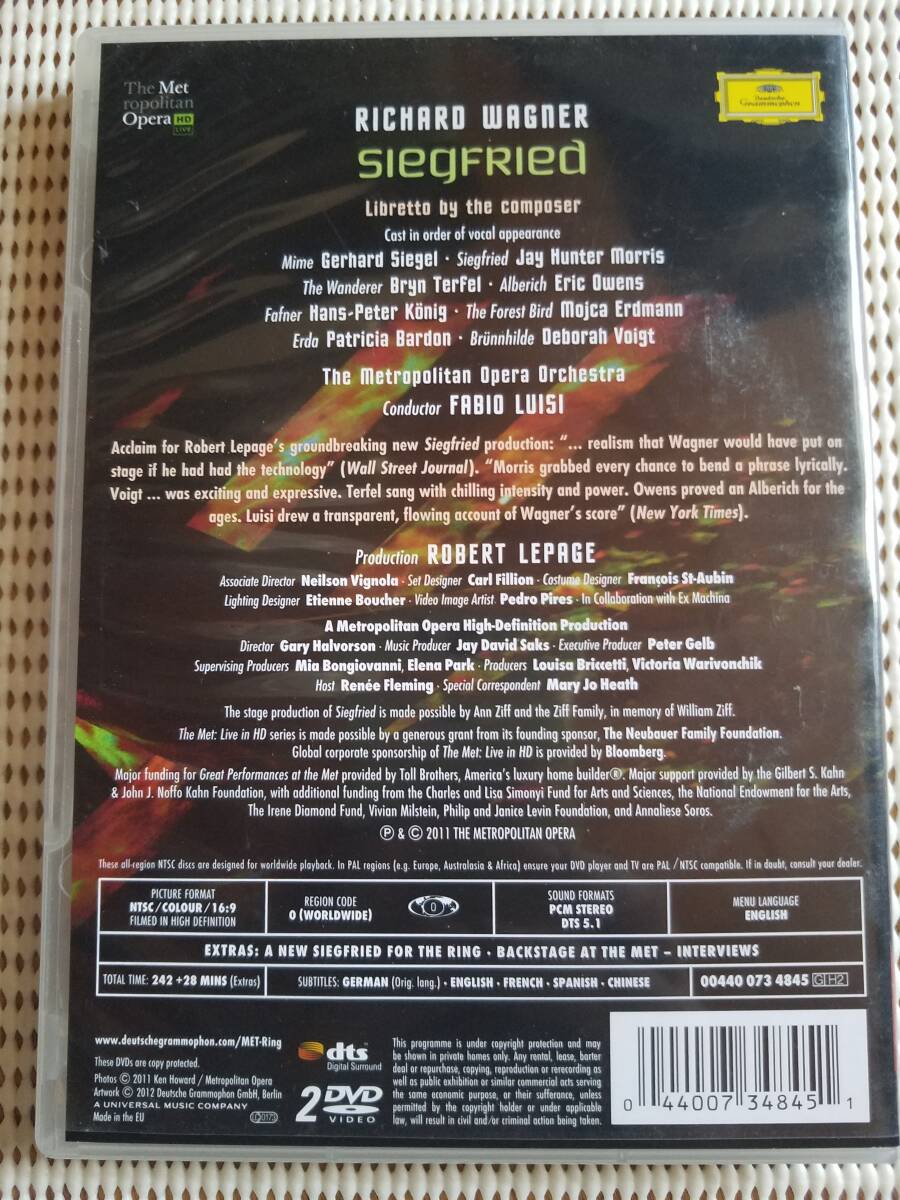 The Met
ropolitan
Opera HD
LIVE
Deutsche
Grammophon
RICHARD WAGNER
SIEGFRIED
Libretto by the composer
Cast in order of vocal appearance
Mime Gerhard Siegel · Siegfried Jay Hunter Morris
The Wanderer Bryn Terfel · Alberich Eric Owens
Fafner Hans-Peter König · The Forest Bird Mojca Erdmann
Erda Patricia Bardon · Brünnhilde Deborah Voigt
The Metropolitan Opera Orchestra
Conductor FABIO LUISI
Acclaim for Robert Lepage's groundbreaking new Siegfried production: “... realism that Wagner would have put on
stage if he had had the technology” (Wall Street Journal). “Morris grabbed every chance to bend a phrase lyrically.
Voigt ... was exciting and expressive. Terfel sang with chilling intensity and power. Owens proved an Alberich for the
ages. Luisi drew a transparent, flowing account of Wagner's score” (New York Times).
Production ROBERT LEPAGE
Associate Director Neilson Vignola · Set Designer Carl Fillion · Costume Designer François St-Aubin
Lighting Designer Etienne Boucher · Video Image Artist Pedro Pires · In Collaboration with Ex Machina
A Metropolitan Opera High-Definition Production
Director Gary Halvorson · Music Producer Jay David Saks · Executive Producer Peter Gelb
Supervising Producers Mia Bongiovanni, Elena Park · Producers Louisa Briccetti, Victoria Warivonchik
Host Renée Fleming · Special Correspondent Mary Jo Heath
The stage production of Siegfried is made possible by Ann Ziff and the Ziff Family, in memory of William Ziff.
The Met: Live in HD series is made possible by a generous grant from its founding sponsor, The Neubauer Family Foundation.
Global corporate sponsorship of The Met: Live in HD is provided by Bloomberg.
Major funding for Great Performances at the Met provided by Toll Brothers, America's luxury home builder®. Major support provided by the Gilbert S. Kahn
& John J. Noffo Kahn Foundation, with additional funding from the Charles and Lisa Simonyi Fund for Arts and Sciences, the National Endowment for the Arts,
The Irene Diamond Fund, Vivian Milstein, Philip and Janice Levin Foundation, and Annaliese Soros.
℗ & © 2011 THE METROPOLITAN OPERA
These all-region NTSC discs are designed for worldwide playback. In PAL regions (e.g. Europe, Australasia & Africa) ensure your DVD player and TV are PAL / NTSC compatible. If in doubt, consult your dealer.
PICTURE FORMAT
NTSC/COLOUR/16:9
FILMED IN HIGH DEFINITION
REGION CODE
0 (WORLDWIDE)
0
SOUND FORMATS
PCM STEREO
DTS 5.1
MENU LANGUAGE
ENGLISH
EXTRAS: A NEW SIEGFRIED FOR THE RING · BACKSTAGE AT THE MET – INTERVIEWS
TOTAL TIME: 242 +28 MINS (Extras)
SUBTITLES: GERMAN (Orig. lang.) · ENGLISH · FRENCH · SPANISH · CHINESE
00440 073 4845 GH2
www.deutschegrammophon.com/MET-Ring
These DVDs are copy protected.
Photos © 2011 Ken Howard / Metropolitan Opera
Artwork © 2012 Deutsche Grammophon GmbH, Berlin
A UNIVERSAL MUSIC COMPANY
Made in the EU
LC0173
dts
Digital Surround
2 DVD
VIDEO
This programme is under copyright protection and may
be shown in private homes only. Any rental, lease, barter
deal or repurchase, copying, reproduction or rerecording as
well as public exhibition or similar commercial acts serving
the same economic purpose, or their sufferance, unless
permitted by the copyright holder or under applicable
law, will result in civil and/or criminal action being taken.
0 44007 34845 1